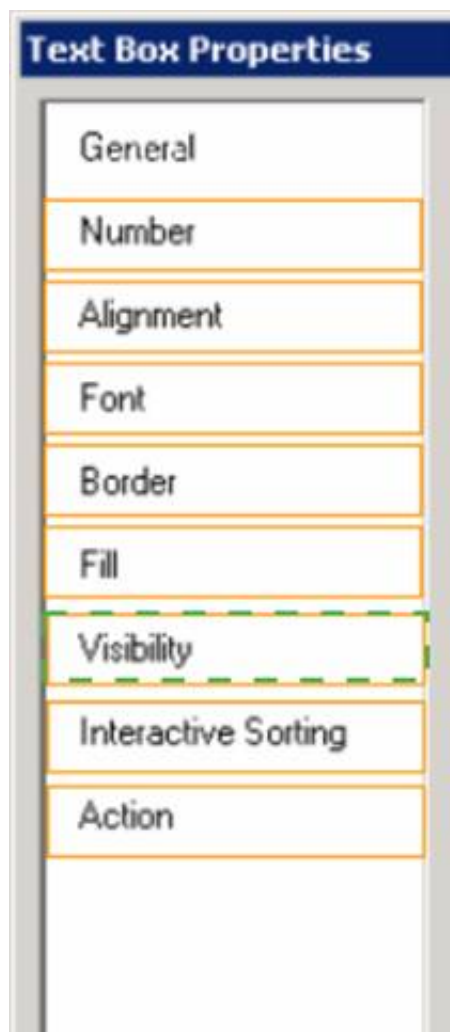 Text Box Properties
General
Number
Alignment
Font
Border
Fill
Visibility
Interactive Sorting
Action